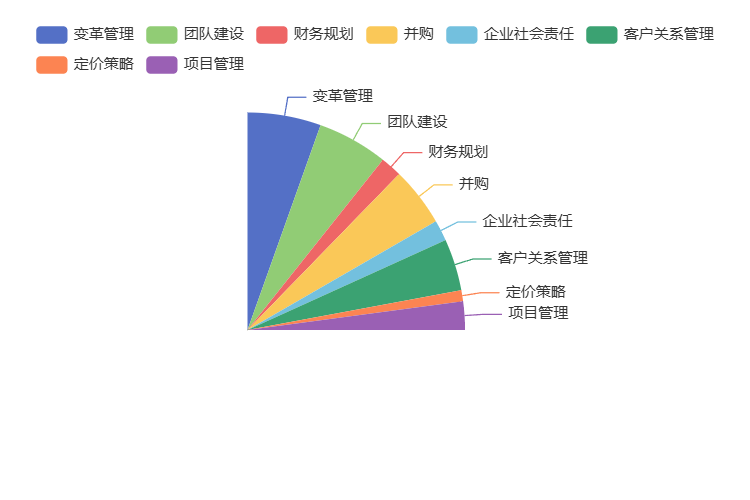 变革管理 团队建设 财务规划 并购 企业社会责任 客户关系管理
定价策略 项目管理
变革管理
团队建设
财务规划
并购
企业社会责任
客户关系管理
定价策略
项目管理